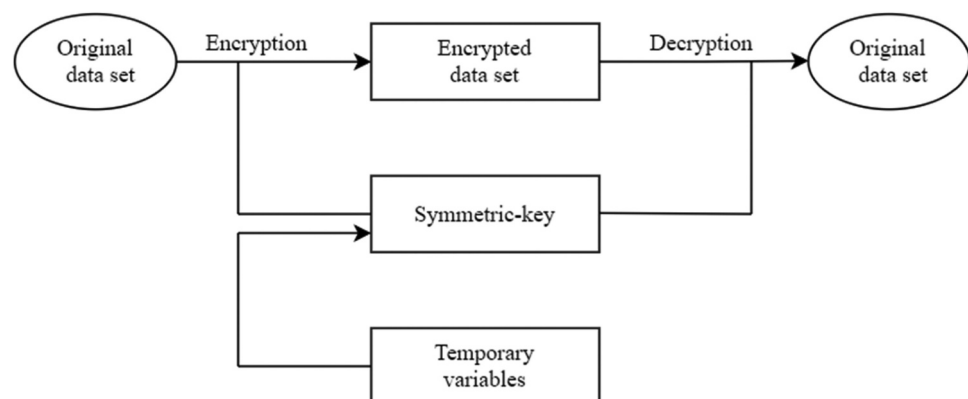 Original
data set
Encryption
Encrypted
data set
Decryption
Original
data set
Symmetric-key
Temporary
variables